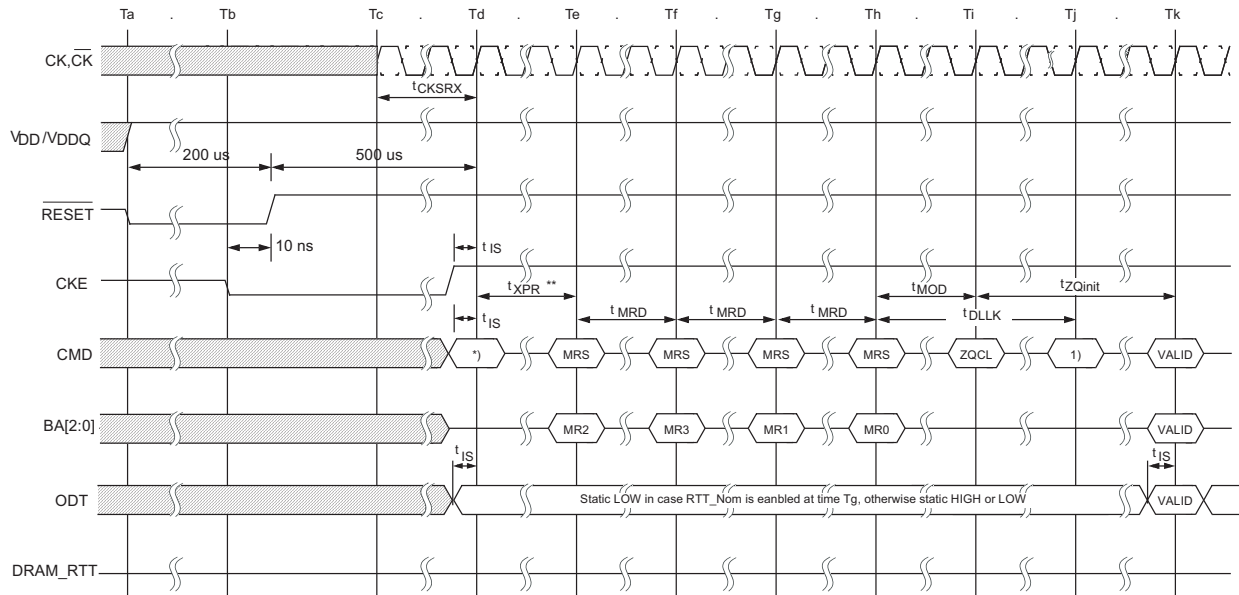 Ta . Tb Tc . Td . Te . Tf . Tg . Th . Ti . Tj . Tk
CK,CK
tCKSRX
VDD/VDDQ
200 us 500 us
RESET
10 ns
tIS
CKE
tXPR **
tMOD
tZQinit
tIS
tMRD tMRD tMRD
tDLLK
CMD *) MRS MRS MRS MRS ZQCL 1) VALID
BA[2:0] MR2 MR3 MR1 MR0 VALID
tIS tIS
ODT Static LOW in case RTT_Nom is eanbled at time Tg, otherwise static HIGH or LOW VALID
DRAM_RTT